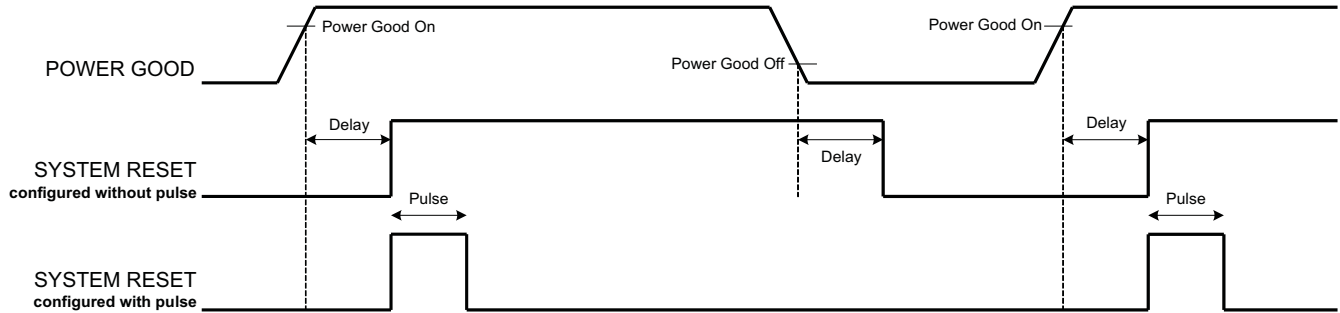 Power Good On
Power Good On
Power Good Off
POWER GOOD
Delay
Delay
Delay
SYSTEM RESET
configured without pulse
Pulse
Pulse
SYSTEM RESET
configured with pulse